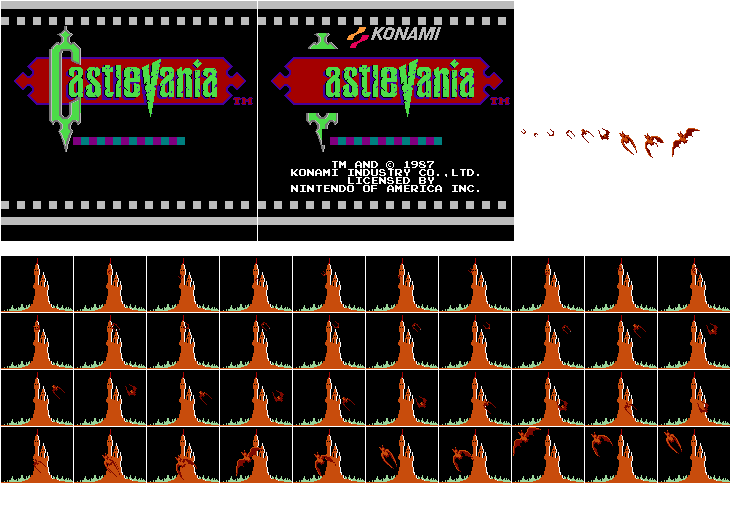 Castlevania
TM
KONAMI
astlevania
TM
TM AND © 1987
KONAMI INDUSTRY CO.,LTD.
LICENSED BY
NINTENDO OF AMERICA INC.